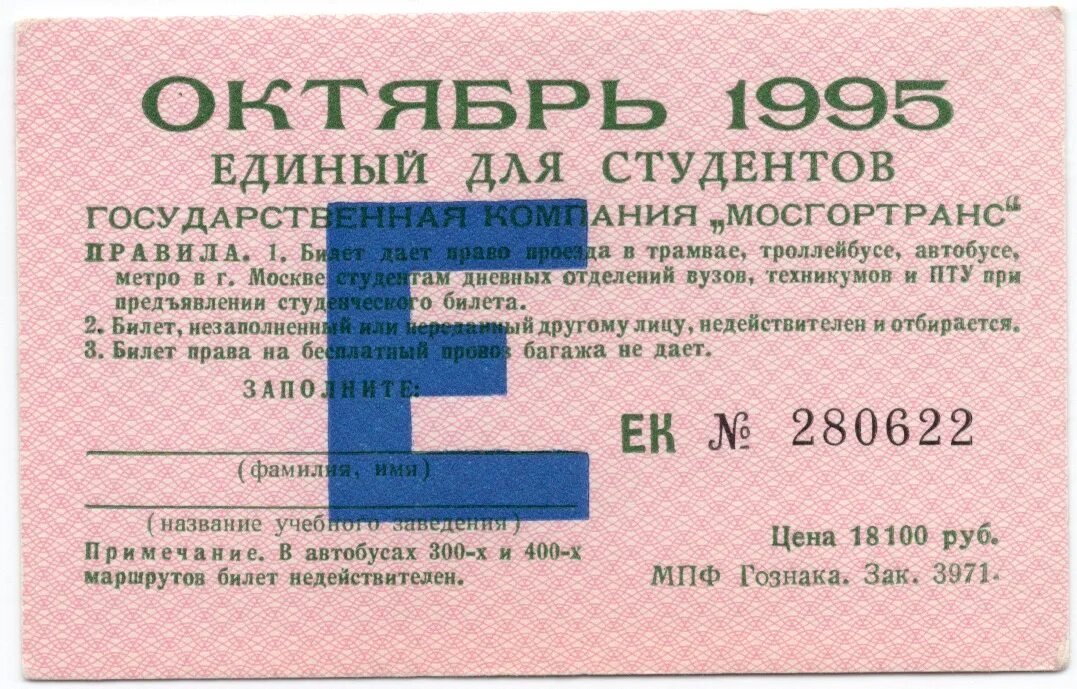 ОКТЯБРЬ 1995
ЕДИНЫЙ ДЛЯ СТУДЕНТОВ
ГОСУДАРСТВЕННАЯ КОМПАНИЯ „МОСГОРТРАНС“
ПРАВИЛА. 1. Билет дает право проезда в трамвае, троллейбусе, автобусе,
метро в г. Москве студентам дневных отделений вузов, техникумов и ПТУ при
предъявлении студенческого билета.
2. Билет, незаполненный или переданный другому лицу, недействителен и отбирается.
3. Билет права на бесплатный провоз багажа не дает.
ЗАПОЛНИТЕ:
Е
ЕК № 280622
(фамилия, имя)
(название учебного заведения)
Примечание. В автобусах 300-х и 400-х
маршрутов билет недействителен.
Цена 18100 руб.
МПФ Гознака. Зак. 3971.